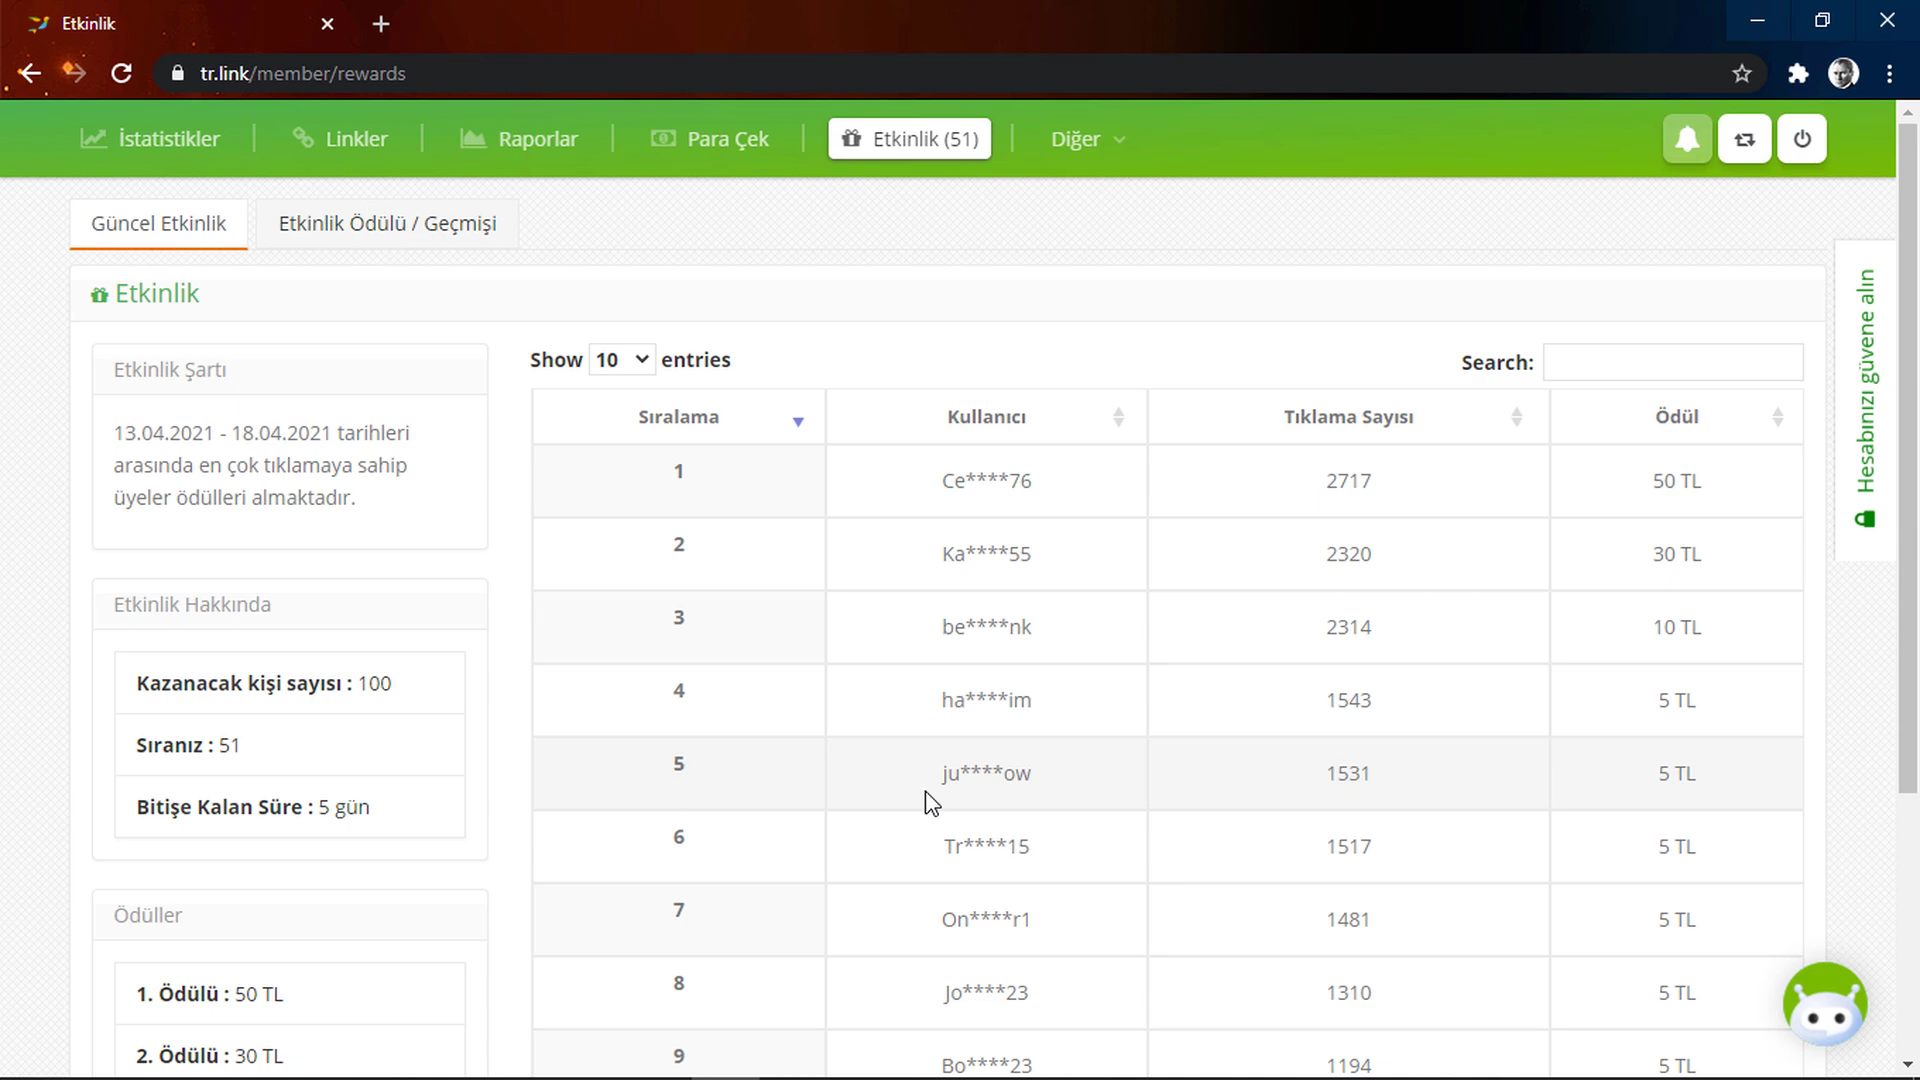 Etkinlik
tr.link/member/rewards
İstatistikler
Linkler
Raporlar
Para Çek
Etkinlik (51)
Diğer
Güncel Etkinlik
Etkinlik Ödülü / Geçmişi
Hesabınızı güvene alın
Etkinlik
Etkinlik Şartı
13.04.2021 - 18.04.2021 tarihleri
arasında en çok tıklamaya sahip
üyeler ödülleri almaktadır.
Etkinlik Hakkında
Kazanacak kişi sayısı : 100
Sıranız : 51
Bitişe Kalan Süre : 5 gün
Ödüller
1. Ödülü : 50 TL
2. Ödülü : 30 TL
Show 10 entries
Search:
Sıralama Kullanıcı Tıklama Sayısı Ödül
1 Ce****76 2717 50 TL
2 Ka****55 2320 30 TL
3 be****nk 2314 10 TL
4 ha****im 1543 5 TL
5 ju****ow 1531 5 TL
6 Tr****15 1517 5 TL
7 On****r1 1481 5 TL
8 Jo****23 1310 5 TL
9 Bo****23 1194 5 TL